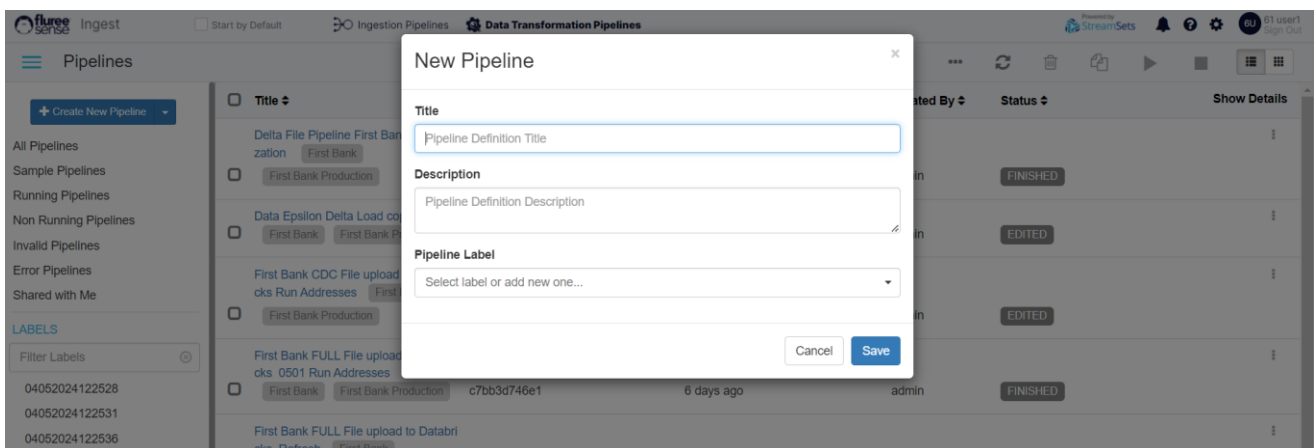 fluree sense Ingest
Start by Default
Ingestion Pipelines
Data Transformation Pipelines
Powered by StreamSets
6U
61 user1
Sign Out
Pipelines
New Pipeline
×
Create New Pipeline
All Pipelines
Sample Pipelines
Running Pipelines
Non Running Pipelines
Invalid Pipelines
Error Pipelines
Shared with Me
LABELS
Filter Labels
04052024122528
04052024122531
04052024122536
Title
ated By
Status
Show Details
Delta File Pipeline First Ban
zation First Bank
First Bank Production
in
FINISHED
Data Epsilon Delta Load co
First Bank First Bank P
in
EDITED
First Bank CDC File upload
cks Run Addresses First
First Bank Production
in
EDITED
First Bank FULL File upload
cks 0501 Run Addresses
First Bank First Bank Production c7bb3d746e1 6 days ago admin FINISHED
First Bank FULL File upload to Databri
cks Refresh First Bank
Title
Pipeline Definition Title
Description
Pipeline Definition Description
Pipeline Label
Select label or add new one...
Cancel
Save